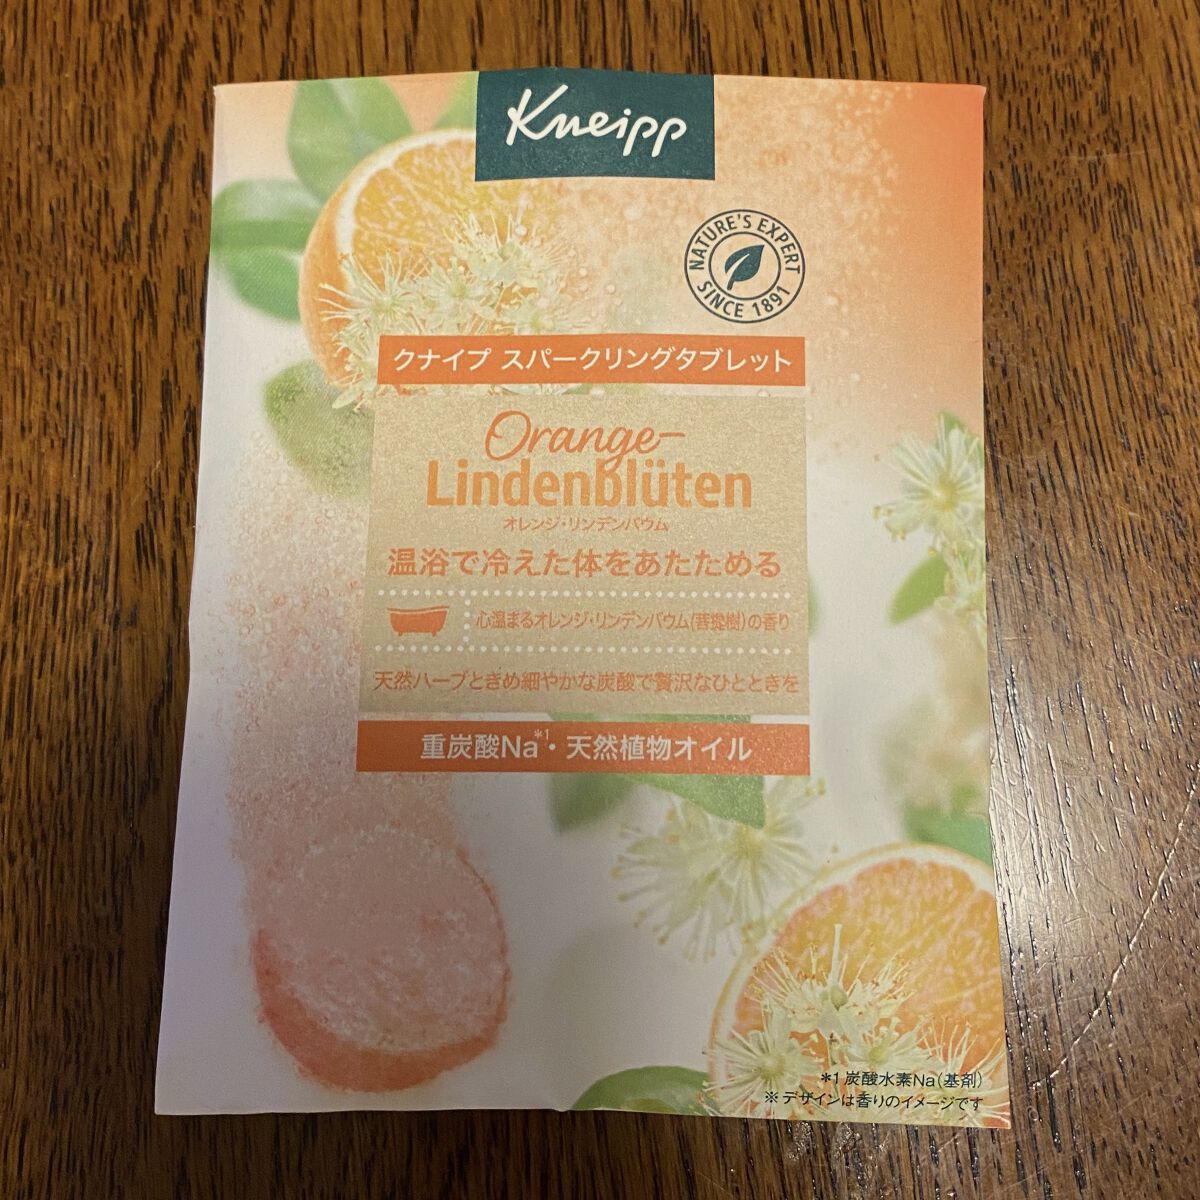 Kneipp
NATURE'S EXPERT
SINCE 1891
クナイプ スパークリングタブレット
Orange-
Lindenblüten
オレンジ・リンデンバウム
温浴で冷えた体をあたためる
心温まるオレンジ・リンデンバウム(菩提樹)の香り
天然ハーブときめ細やかな炭酸で贅沢なひとときを
重炭酸Na*1・天然植物オイル
*1 炭酸水素Na(基剤)
※デザインは香りのイメージです